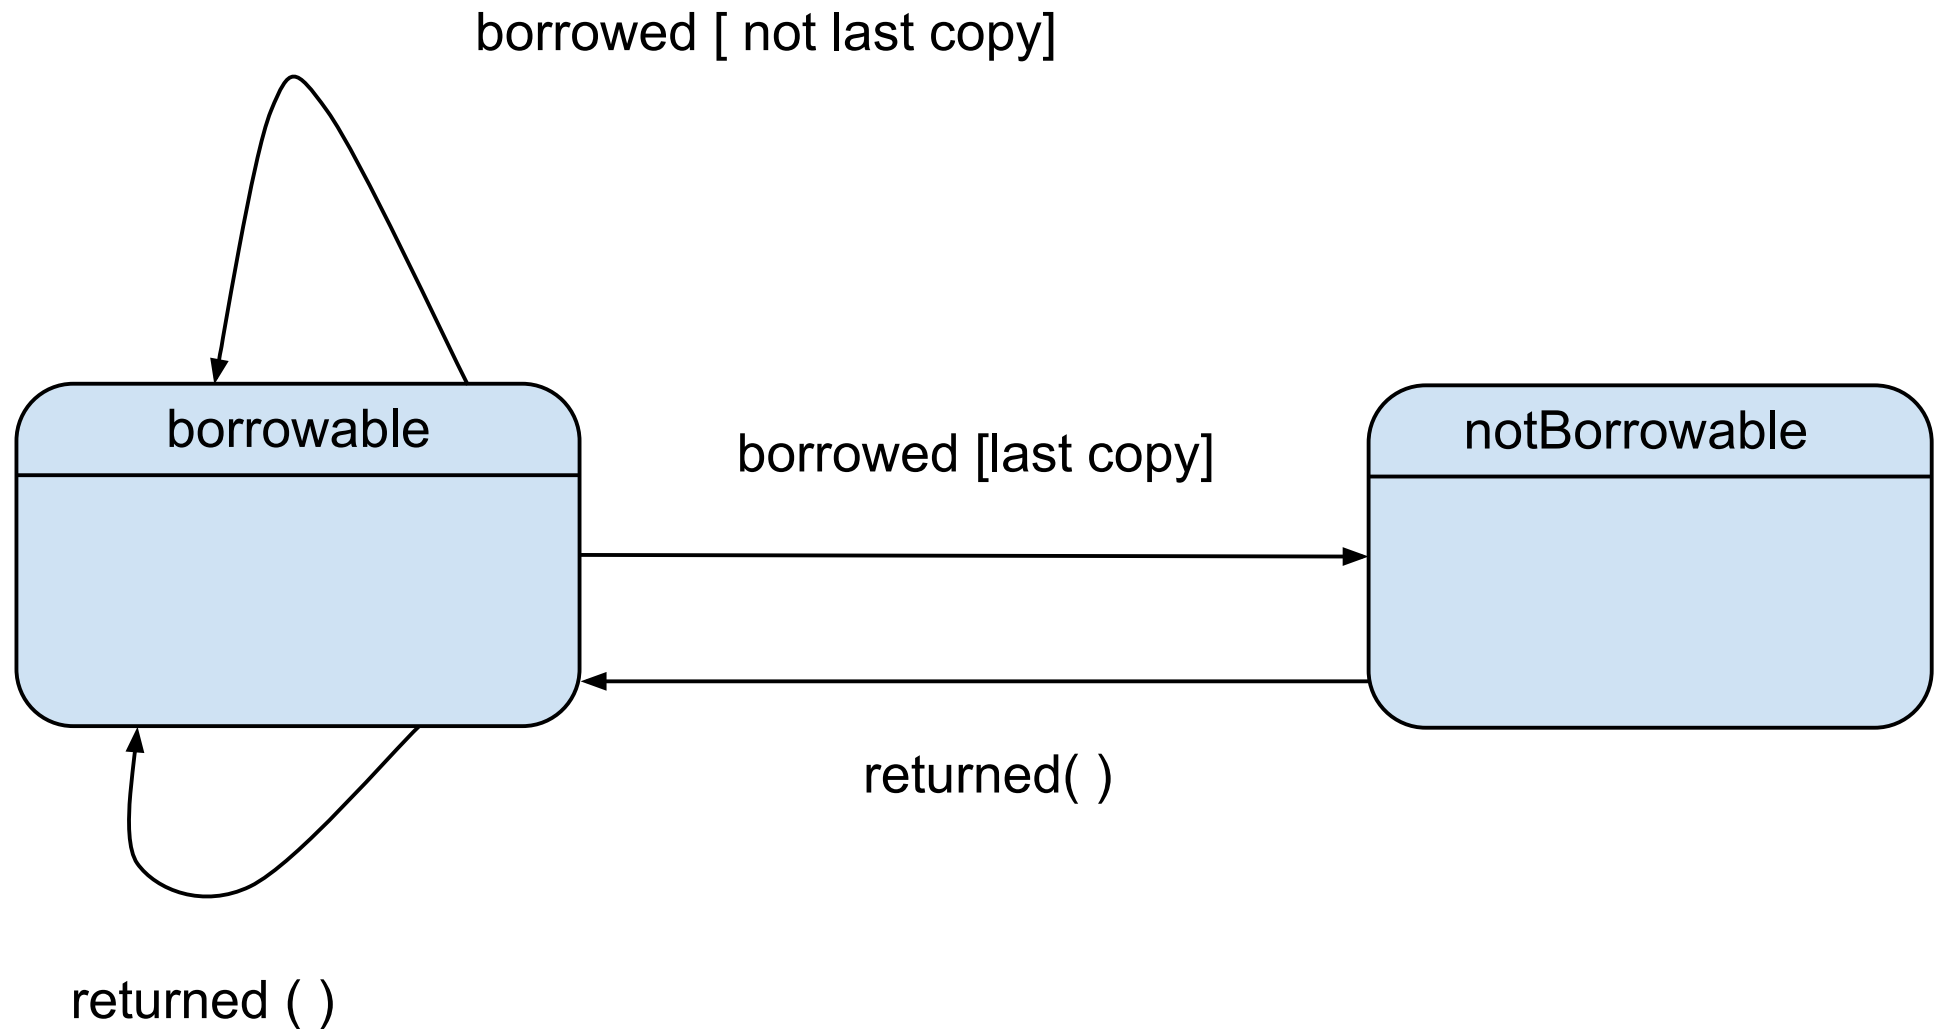 borrowed [ not last copy]
borrowable
notBorrowable
borrowed [last copy]
returned( )
returned ( )